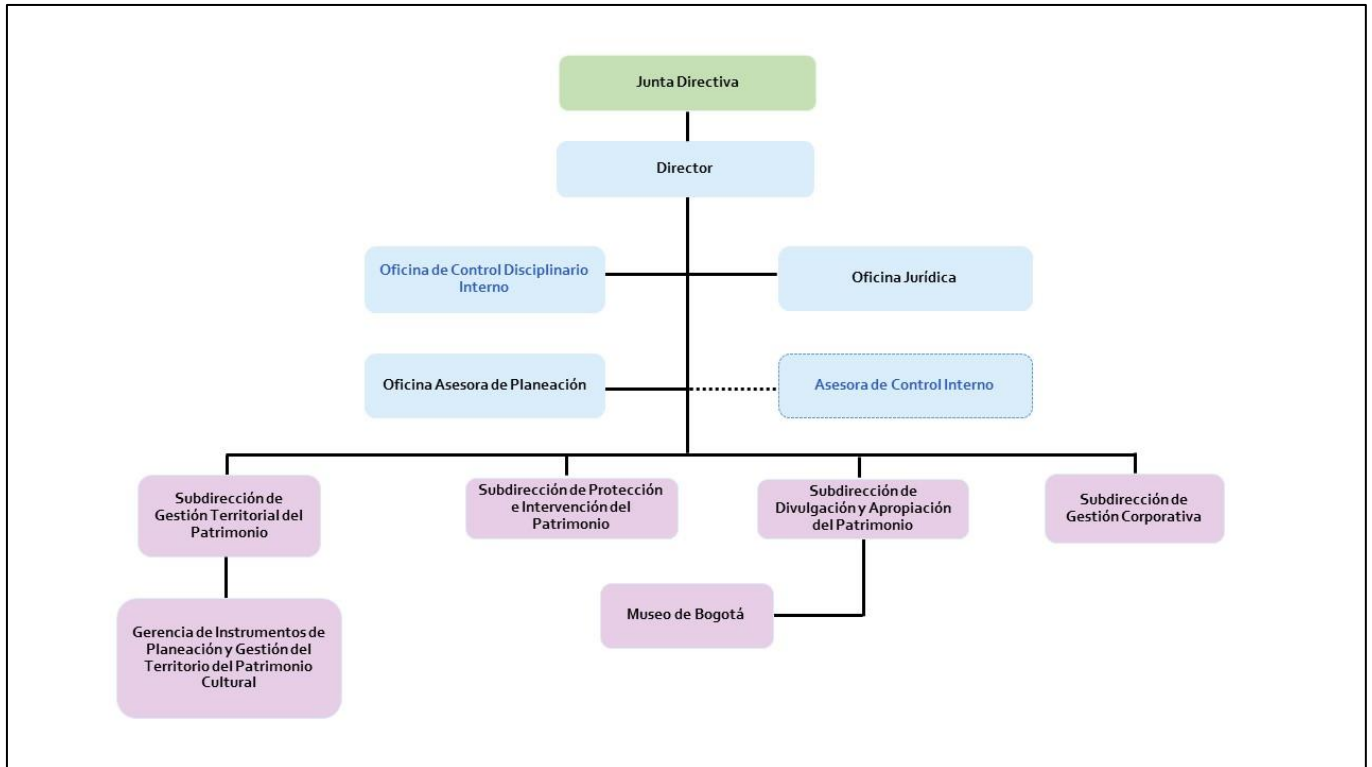 Junta Directiva
Director
Oficina de Control Disciplinario
Interno
Oficina Jurídica
Oficina Asesora de Planeación
Asesora de Control Interno
Subdirección de
Gestión Territorial del
Patrimonio
Subdirección de Protección
e Intervención del
Patrimonio
Subdirección de
Divulgación y Apropiación
del Patrimonio
Subdirección de
Gestión Corporativa
Gerencia de Instrumentos de
Planeación y Gestión del
Territorio del Patrimonio
Cultural
Museo de Bogotá